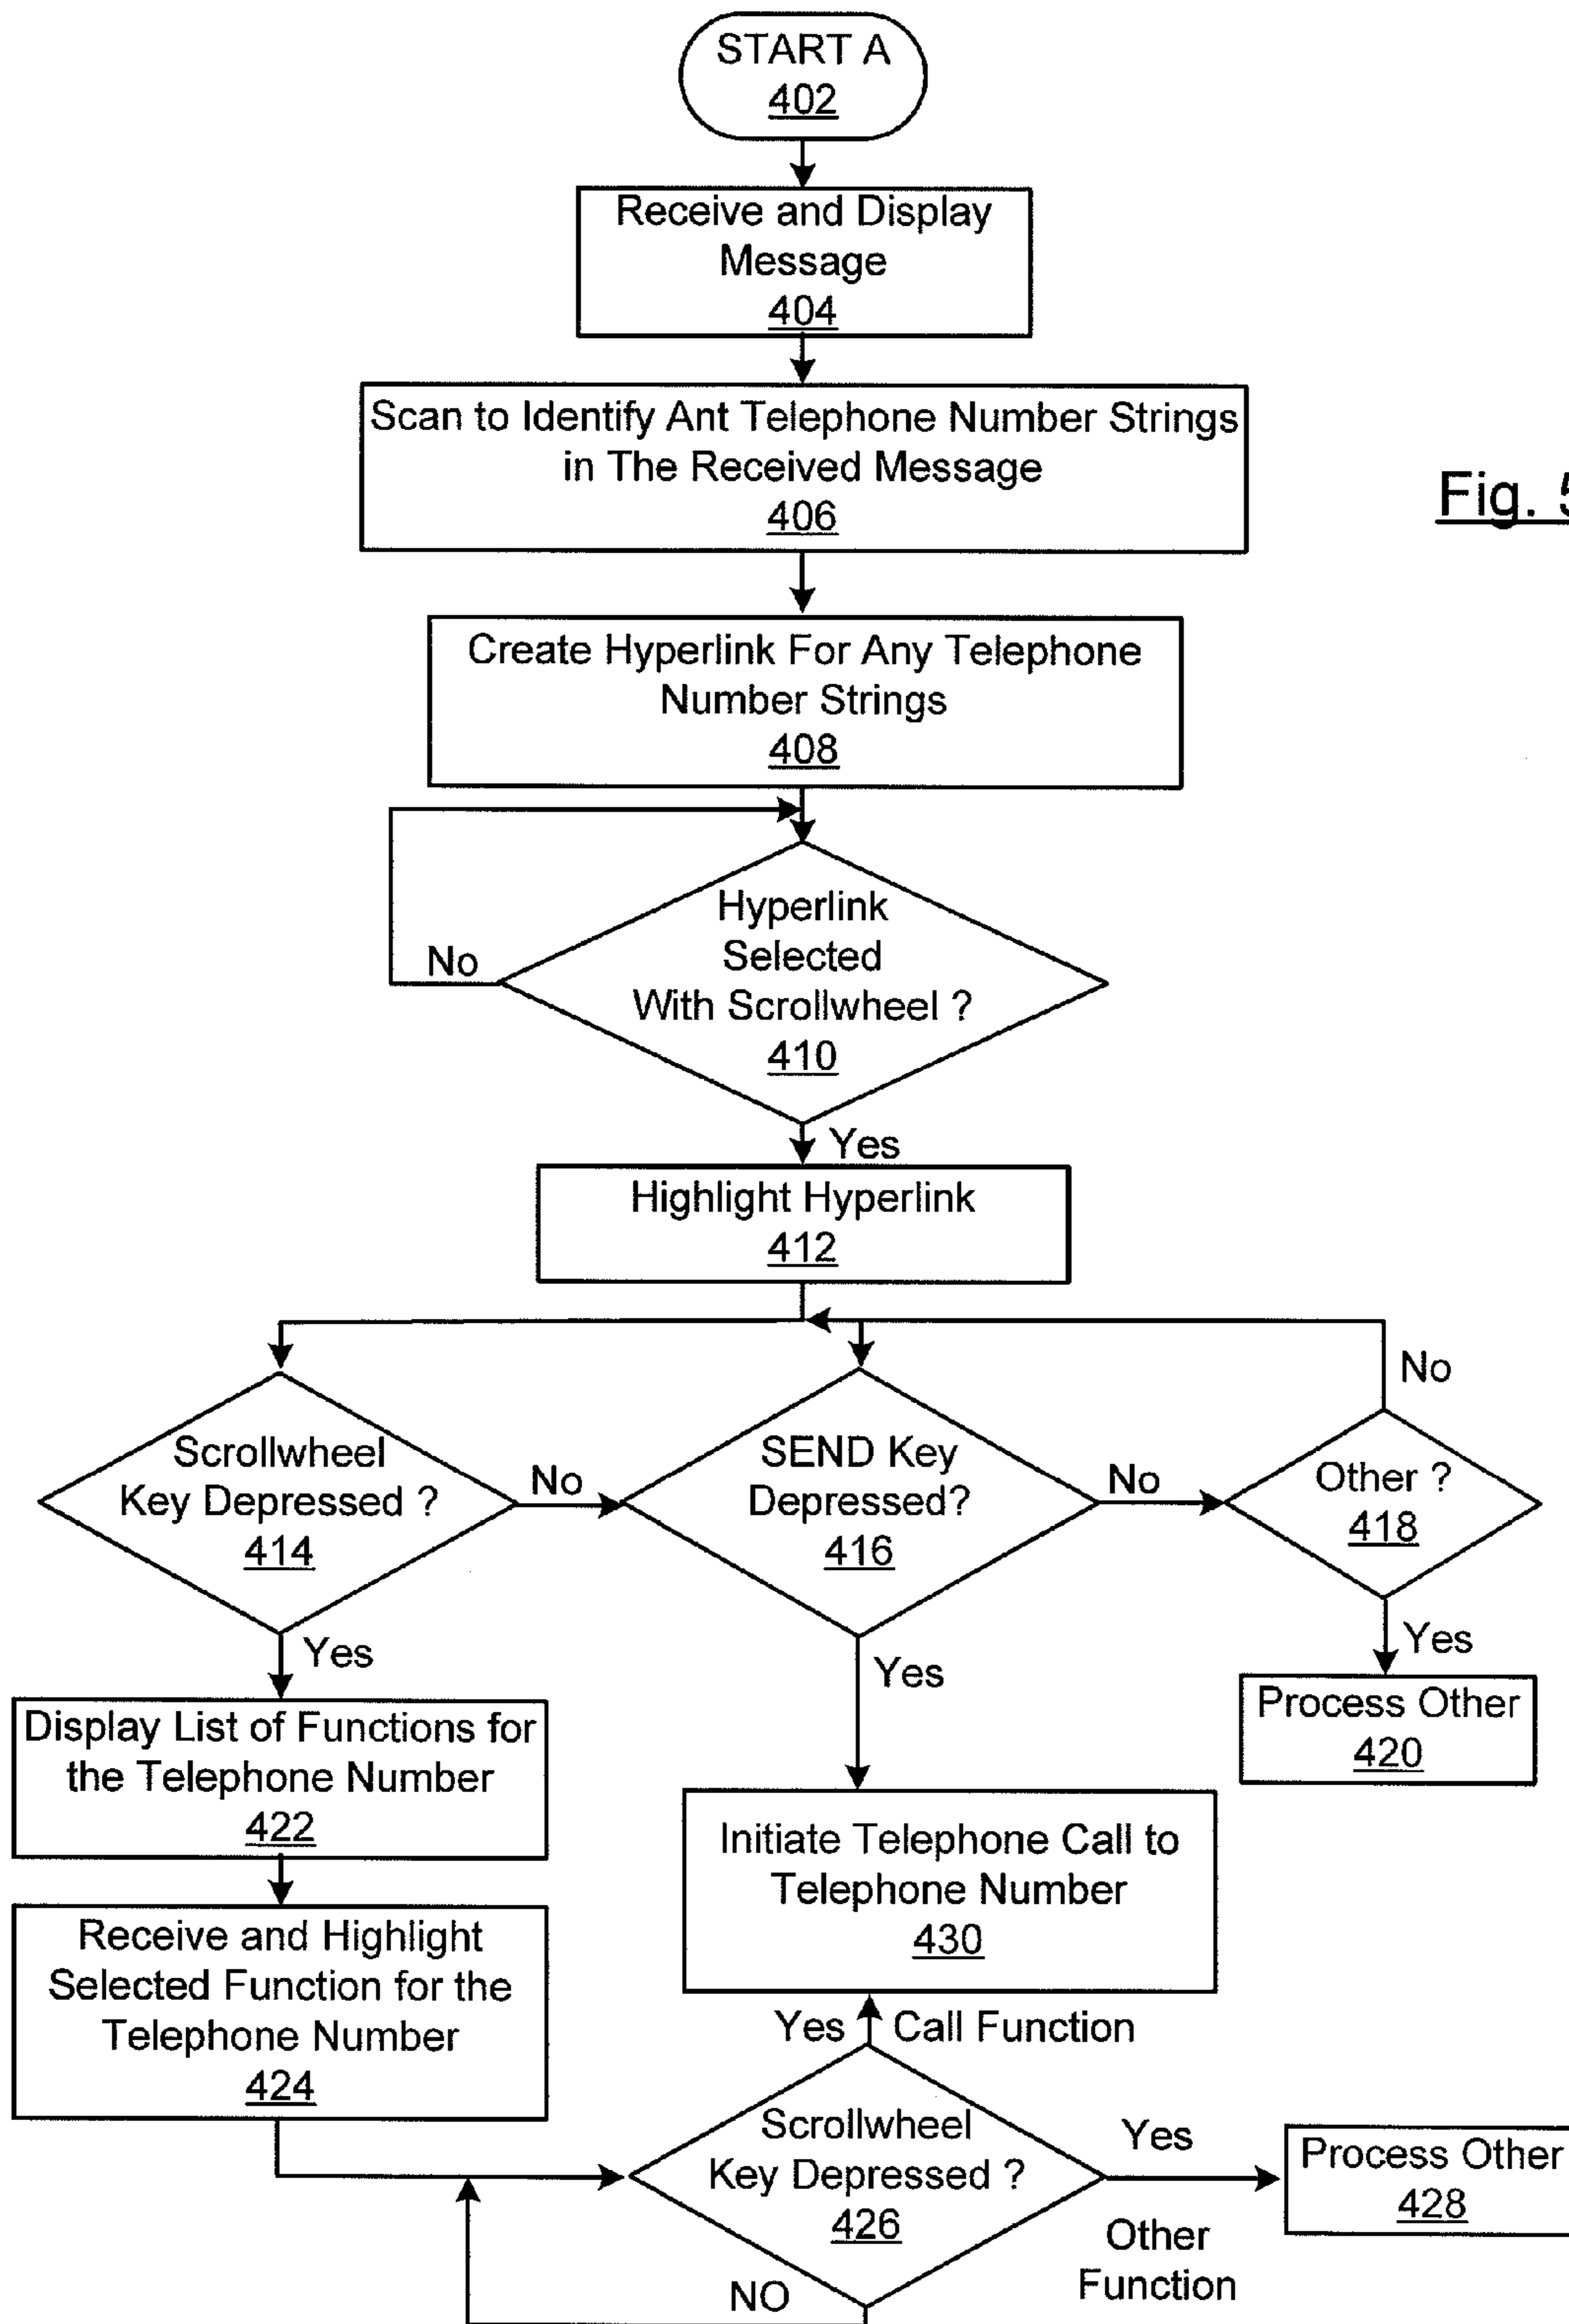 START A
402
Receive and Display
Message
404
Scan to Identify Ant Telephone Number Strings
in The Received Message
406
Fig. 5
Create Hyperlink For Any Telephone
Number Strings
408
Hyperlink
Selected
With Scrollwheel ?
410
No
Yes
Highlight Hyperlink
412
Scrollwheel
Key Depressed ?
414
No
SEND Key
Depressed?
416
No
Other ?
418
No
Yes
Yes
Yes
Process Other
420
Display List of Functions for
the Telephone Number
422
Initiate Telephone Call to
Telephone Number
430
Receive and Highlight
Selected Function for the
Telephone Number
424
Yes
Call Function
Scrollwheel
Key Depressed ?
426
Yes
Other
Function
Process Other
428
NO